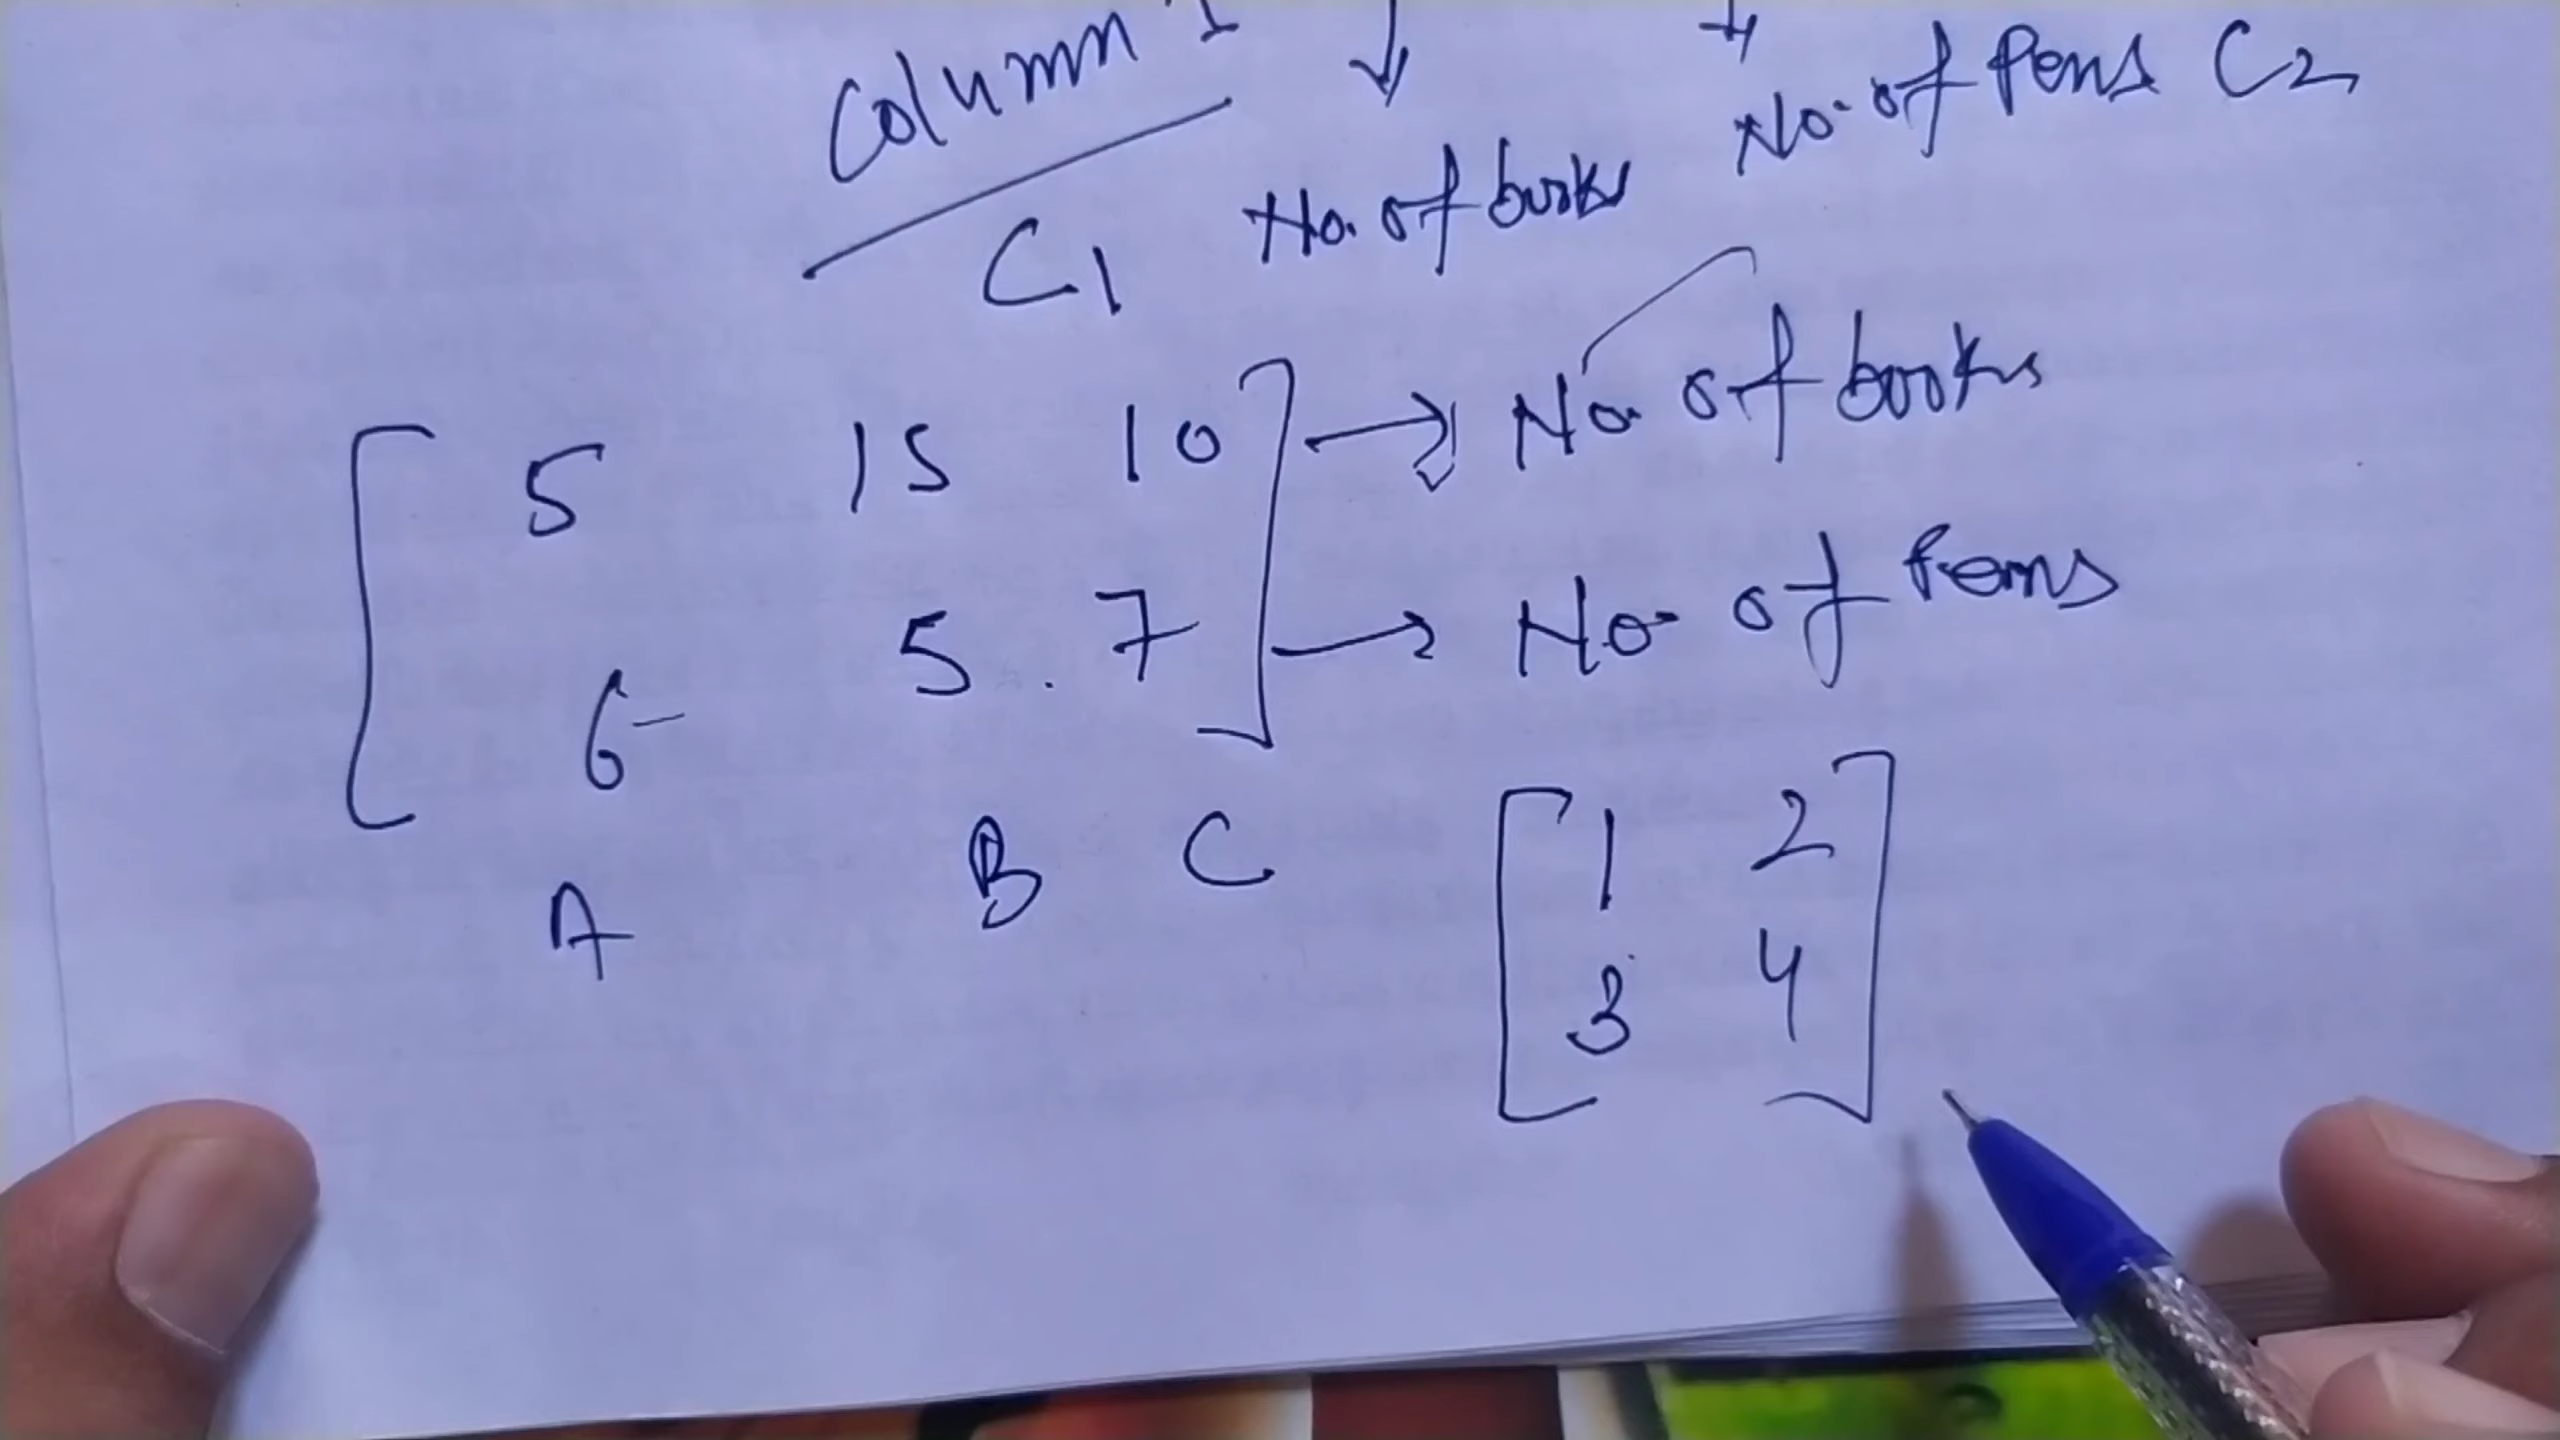 Column 1
No. of Pens C2
C1 No. of books
5 15 10 → No. of books
6 5 . 7 → No. of Pens
A B C
1 2
3 4